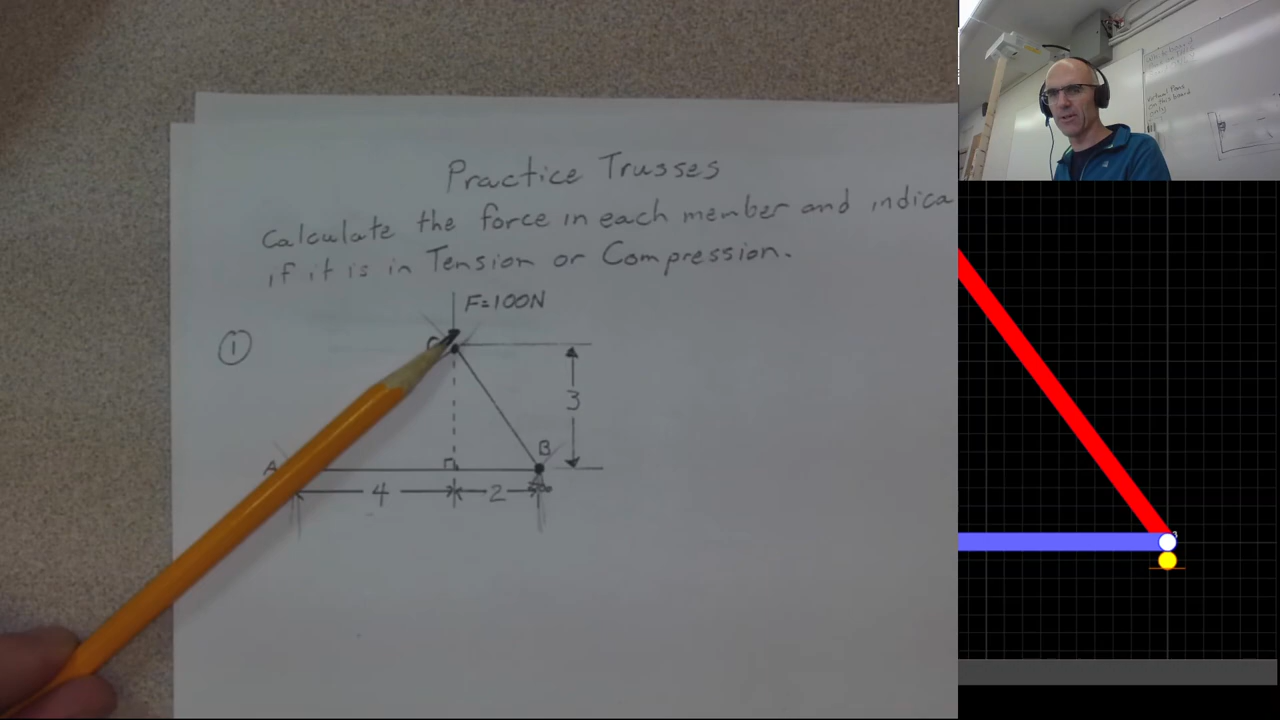 Practice Trusses
Calculate the force in each member and indica
if it is in Tension or Compression.
F=100N
①
C
3
B
A
4
2